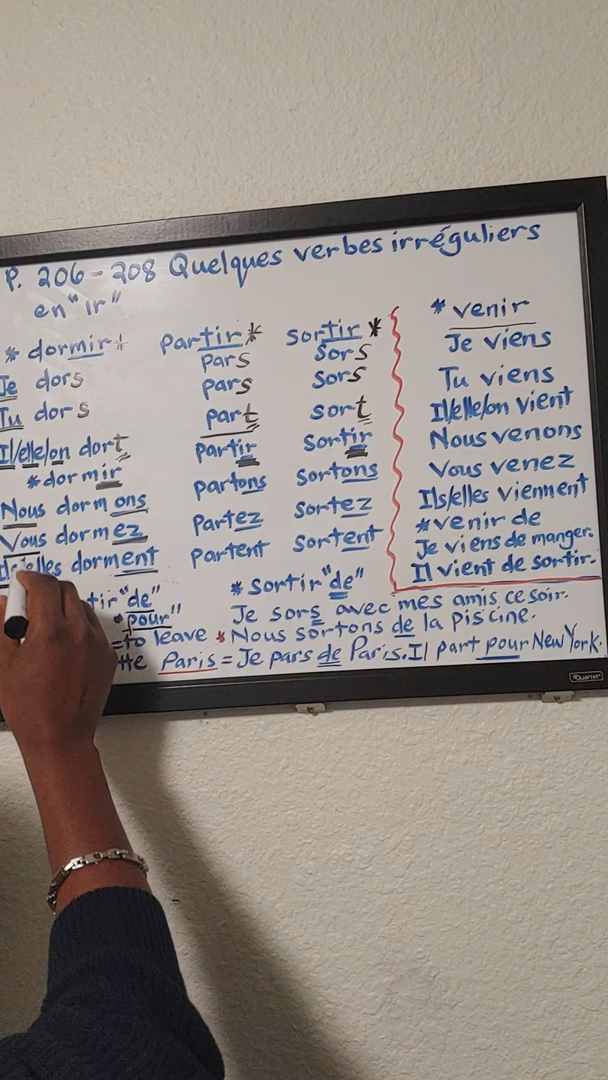 P. 206-208 Quelques verbes irréguliers
en "ir"
* dormir *
Je dors
Tu dors
Il/elle/on dort
* dormir
Nous dormons
Vous dormez
Ils/elles dorment
partir *
pars
pars
part
partir
partons
partez
partent
sortir *
sors
sors
sort
sortir
sortons
sortez
sortent
* venir
Je viens
Tu viens
Il/elle/on vient
Nous venons
Vous venez
Ils/elles viennent
* venir de
Je viens de manger.
Il vient de sortir.
"de"
"pour"
= to leave
Paris = Je pars de Paris. Il part pour New York.
* sortir "de"
Je sors avec mes amis ce soir.
* Nous sortons de la piscine.
Quartet